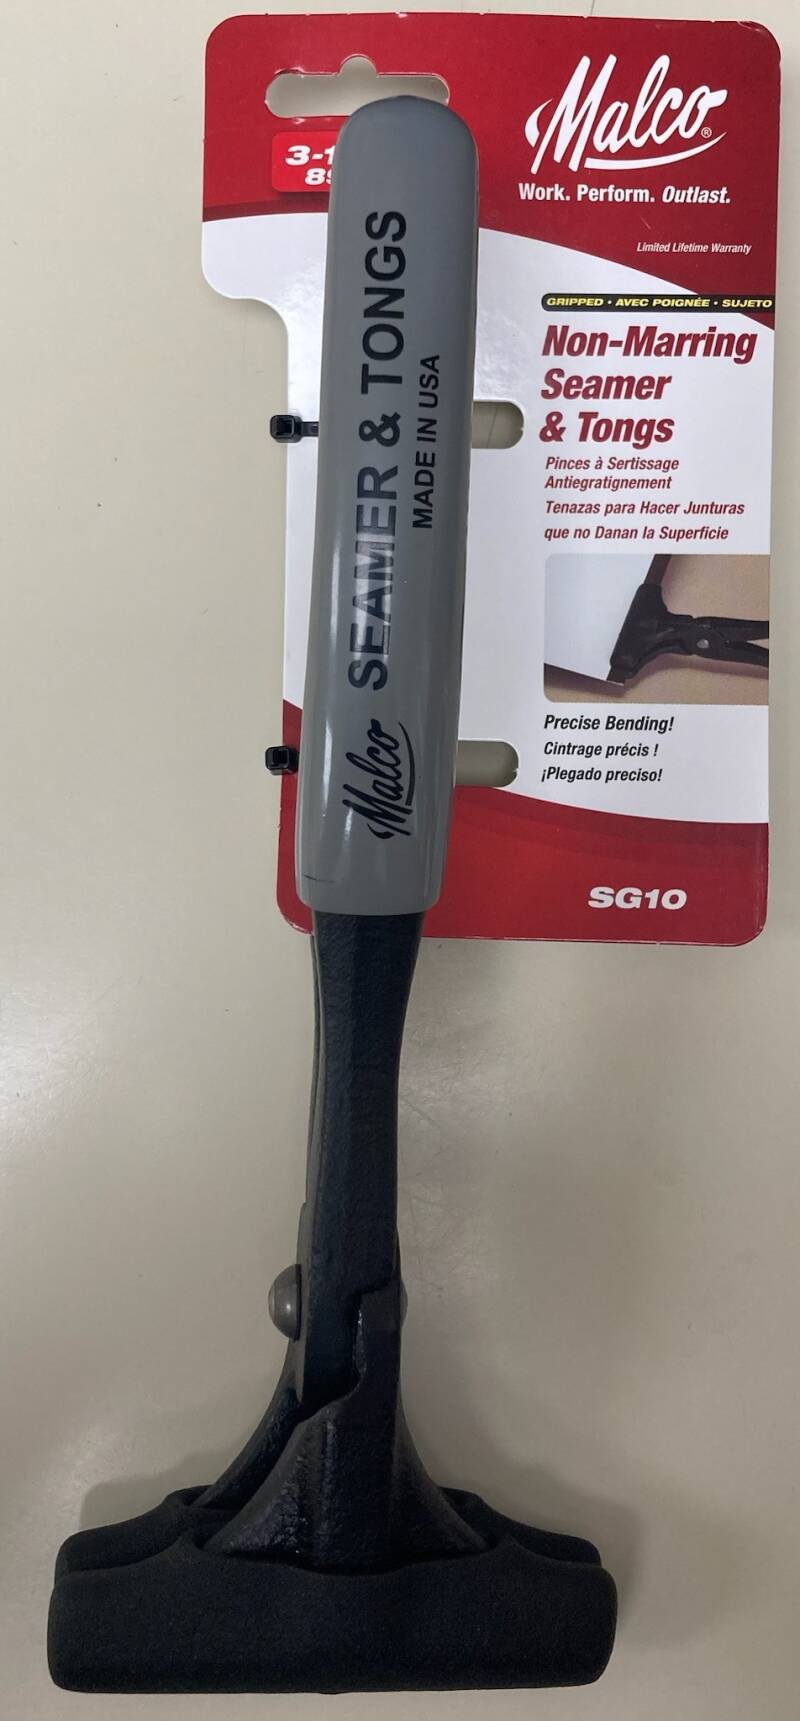 Malco®
Work. Perform. Outlast.
Limited Lifetime Warranty
GRIPPED • AVEC POIGNÉE • SUJETO
Non-Marring
Seamer
& Tongs
Pinces à Sertissage
Antiegratignement
Tenazas para Hacer Junturas
que no Danan la Superficie
Precise Bending!
Cintrage précis !
¡Plegado preciso!
SG10
Malco SEAMER & TONGS
MADE IN USA